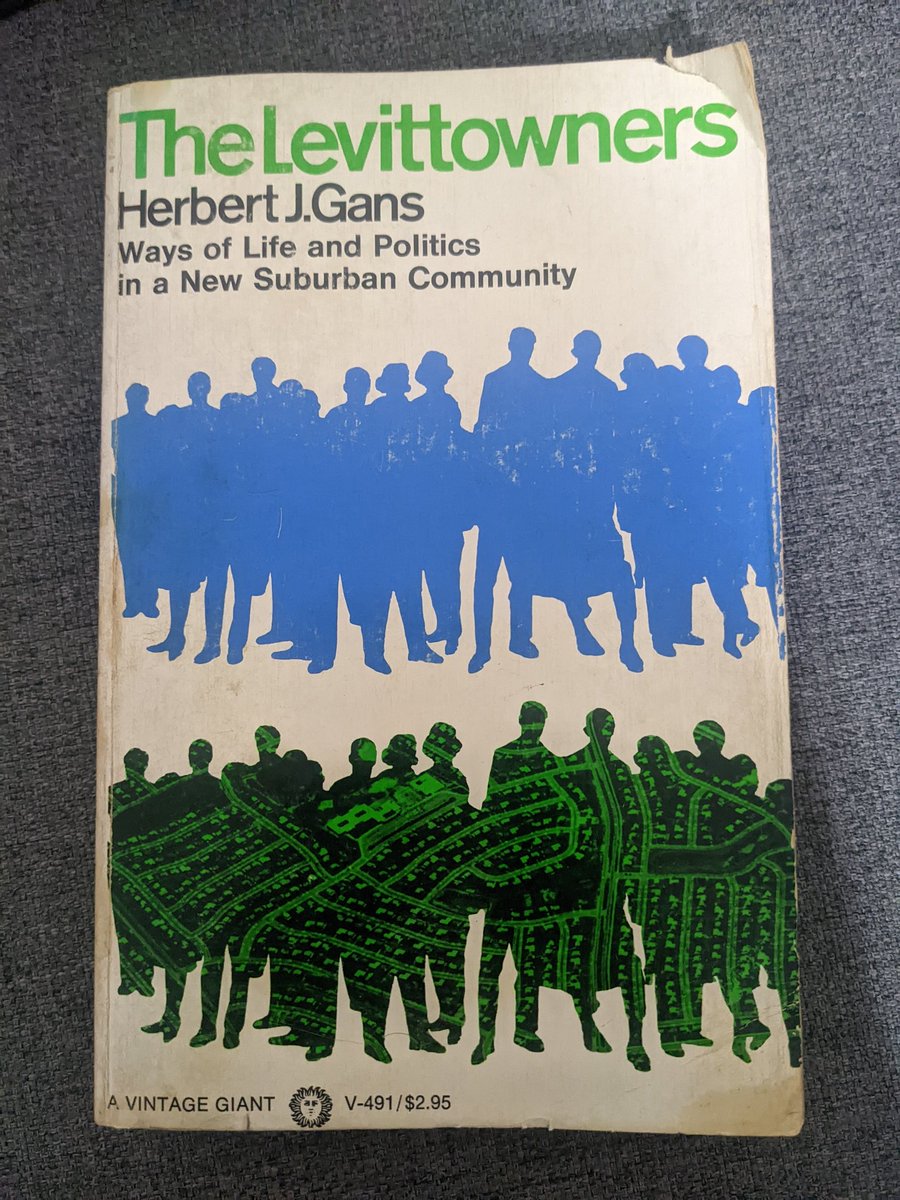 The Levittowners
Herbert J.Gans
Ways of Life and Politics
in a New Suburban Community
A VINTAGE GIANT V-491/$2.95